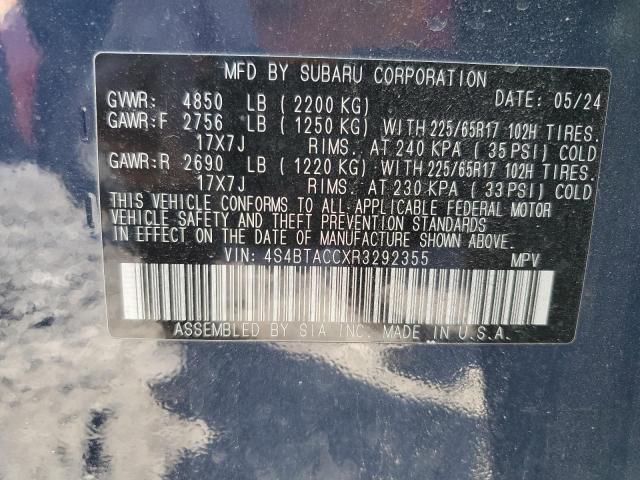 MFD BY SUBARU CORPORATION
GVWR: 4850 LB (2200 KG) DATE: 05/24
GAWR:F 2756 LB (1250 KG) WITH 225/65R17 102H TIRES.
17X7J RIMS. AT 240 KPA (35 PSI) COLD
GAWR:R 2690 LB (1220 KG) WITH 225/65R17 102H TIRES.
17X7J RIMS. AT 230 KPA (33 PSI) COLD
THIS VEHICLE CONFORMS TO ALL APPLICABLE FEDERAL MOTOR
VEHICLE SAFETY AND THEFT PREVENTION STANDARDS
IN EFFECT ON THE DATE OF MANUFACTURE SHOWN ABOVE.
VIN: 4S4BTACCXR3292355 MPV
ASSEMBLED BY SIA INC. MADE IN U.S.A.